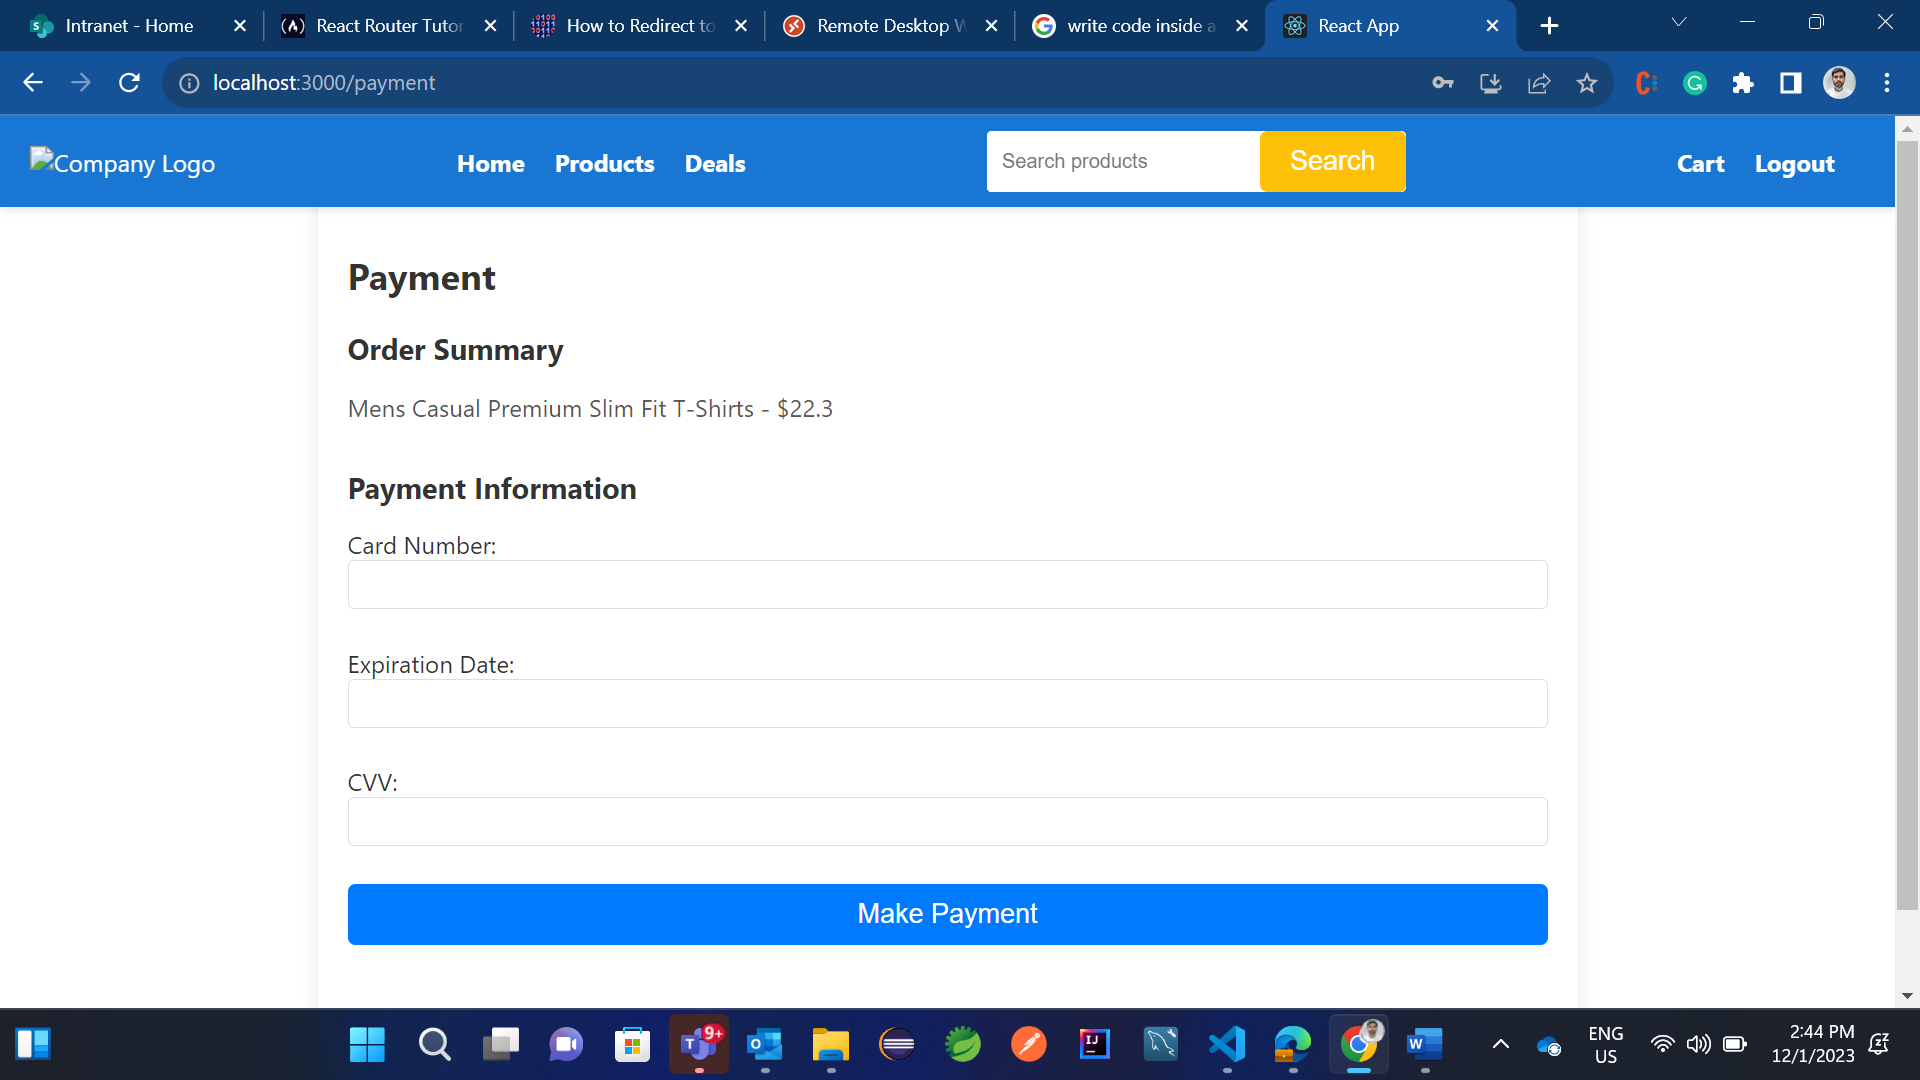 Intranet - Home
React Router Tutor
How to Redirect to
Remote Desktop W
write code inside a
React App
localhost:3000/payment
Company Logo
Home
Products
Deals
Search products
Search
Cart
Logout
Payment
Order Summary
Mens Casual Premium Slim Fit T-Shirts - $22.3
Payment Information
Card Number:
Expiration Date:
CVV:
Make Payment
9+
ENG
US
2:44 PM
12/1/2023